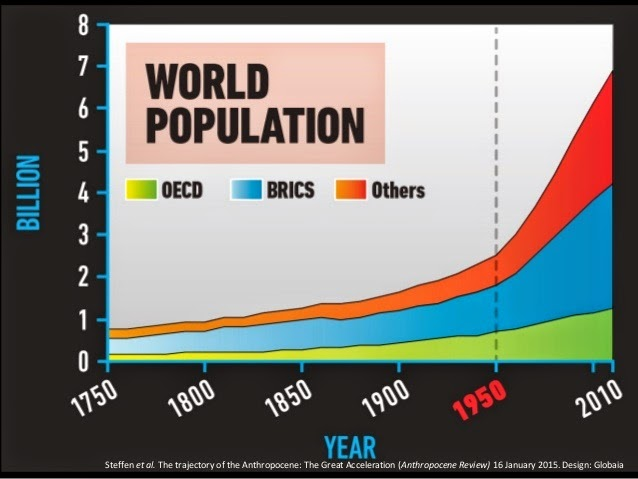 8
7
6
5
4
3
2
1
0
BILLION
WORLD
POPULATION
OECD BRICS Others
1750 1800 1850 1900 1950 2010
YEAR
Steffen et al. The trajectory of the Anthropocene: The Great Acceleration (Anthropocene Review) 16 January 2015. Design: Globaia